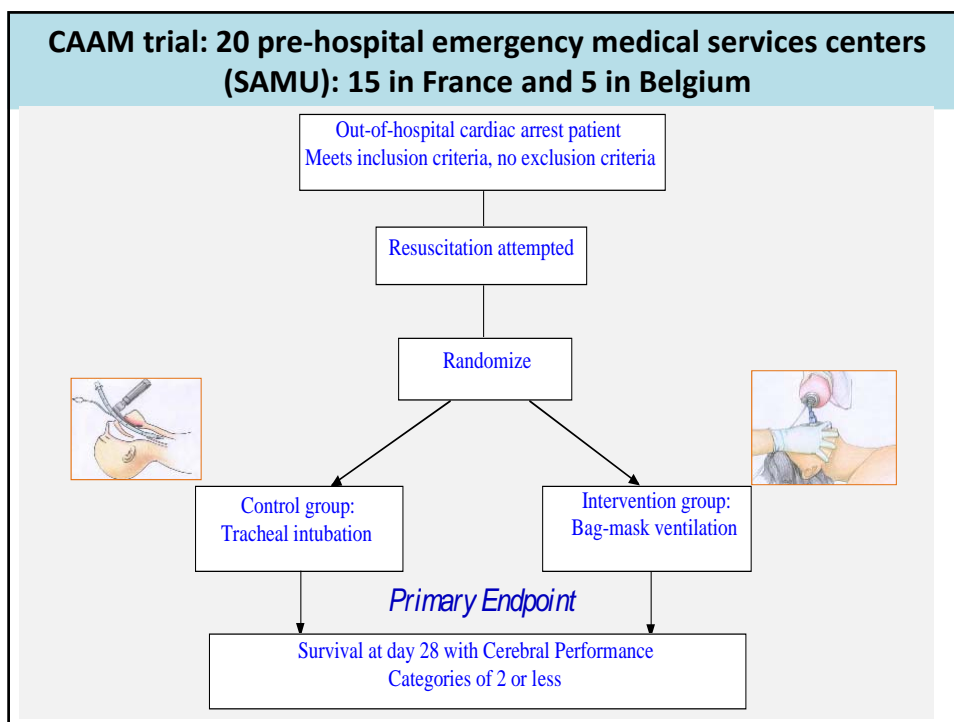 CAAM trial: 20 pre-hospital emergency medical services centers
(SAMU): 15 in France and 5 in Belgium
Out-of-hospital cardiac arrest patient
Meets inclusion criteria, no exclusion criteria
Resuscitation attempted
Randomize
Control group:
Tracheal intubation
Intervention group:
Bag-mask ventilation
Primary Endpoint
Survival at day 28 with Cerebral Performance
Categories of 2 or less